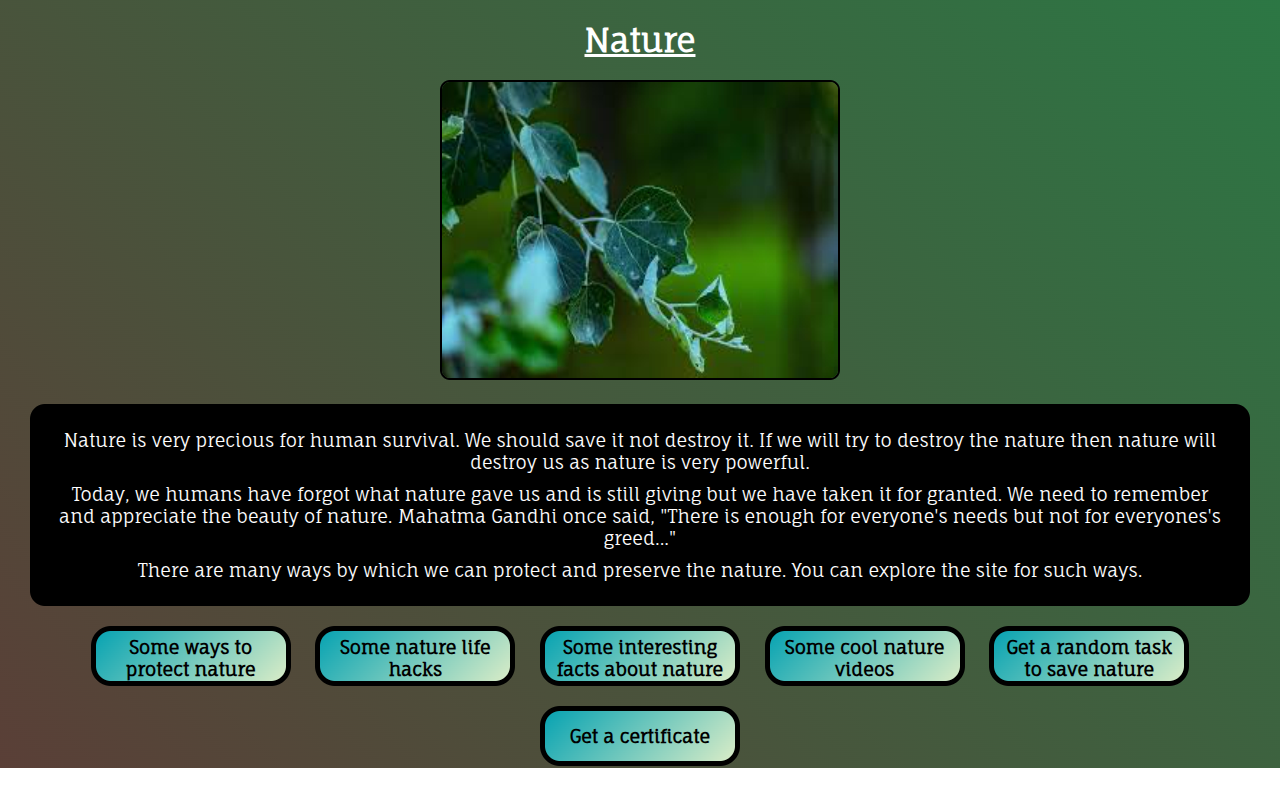 Nature
Nature is very precious for human survival. We should save it not destroy it. If we will try to destroy the nature then nature will
destroy us as nature is very powerful.
Today, we humans have forgot what nature gave us and is still giving but we have taken it for granted. We need to remember
and appreciate the beauty of nature. Mahatma Gandhi once said, "There is enough for everyone's needs but not for everyones's
greed..."
There are many ways by which we can protect and preserve the nature. You can explore the site for such ways.
Some ways to
protect nature
Some nature life
hacks
Some interesting
facts about nature
Some cool nature
videos
Get a random task
to save nature
Get a certificate